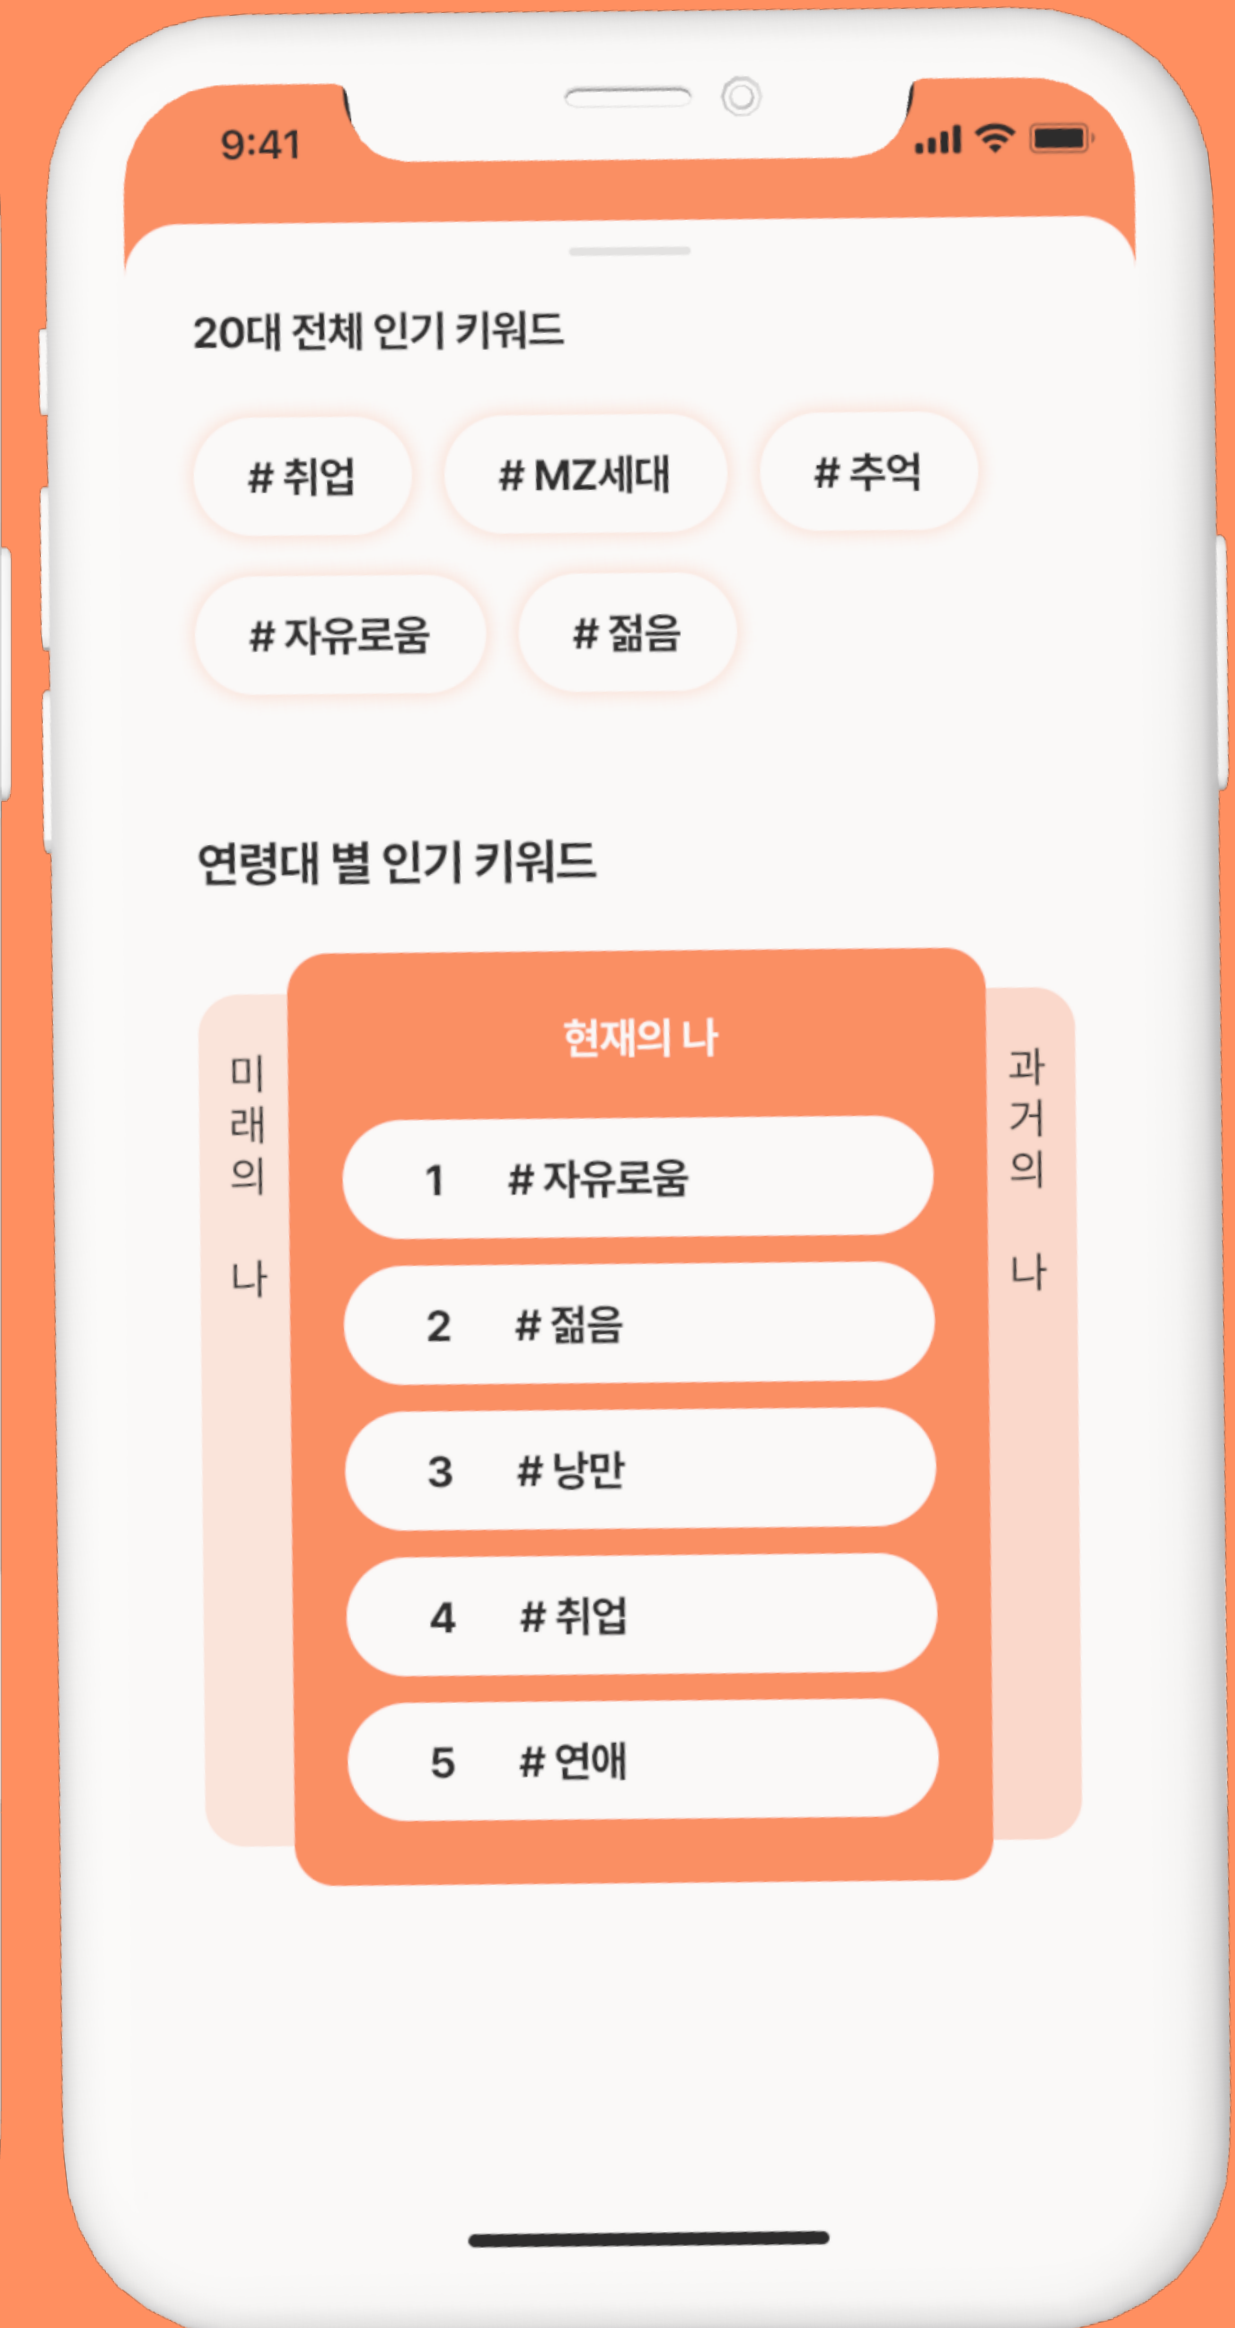 9:41
20대 전체 인기 키워드
# 취업 # MZ세대 # 추억
# 자유로움 # 젊음
연령대 별 인기 키워드
미래의 나
현재의 나
1 # 자유로움
2 # 젊음
3 # 낭만
4 # 취업
5 # 연애
과거의 나